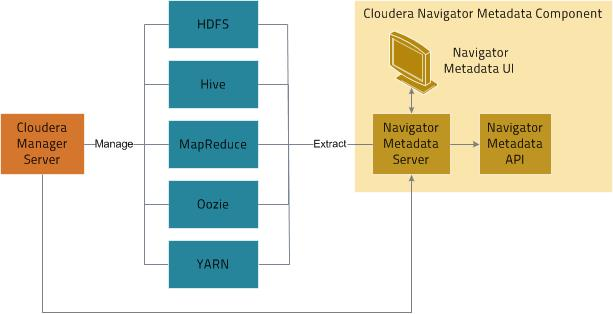 Cloudera Navigator Metadata Component
HDFS
Navigator
Metadata UI
Hive
Cloudera
Manager
Server
Manage
MapReduce
Extract
Navigator
Metadata
Server
Navigator
Metadata
API
Oozie
YARN